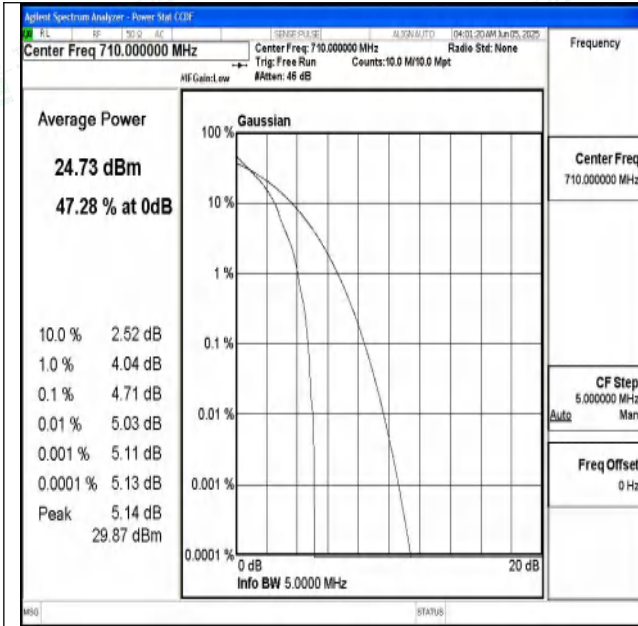 Agilent Spectrum Analyzer - Power Stat CCDF
RL RF 50 Ω AC SENSE:PULSE ALIGN AUTO 04:01:20 AM Jun 05, 2025
Center Freq 710.000000 MHz
Center Freq: 710.000000 MHz Radio Std: None
Trig: Free Run Counts:10.0 M/10.0 Mpt
#IFGain:Low #Atten: 46 dB
Frequency
Average Power
24.73 dBm
47.28 % at 0dB
10.0 % 2.52 dB
1.0 % 4.04 dB
0.1 % 4.71 dB
0.01 % 5.03 dB
0.001 % 5.11 dB
0.0001 % 5.13 dB
Peak 5.14 dB
29.87 dBm
Gaussian
100 %
10 %
1 %
0.1 %
0.01 %
0.001 %
0.0001 %
0 dB 20 dB
Info BW 5.0000 MHz
Center Freq
710.000000 MHz
CF Step
5.000000 MHz
Auto Man
Freq Offset
0 Hz
MSG STATUS